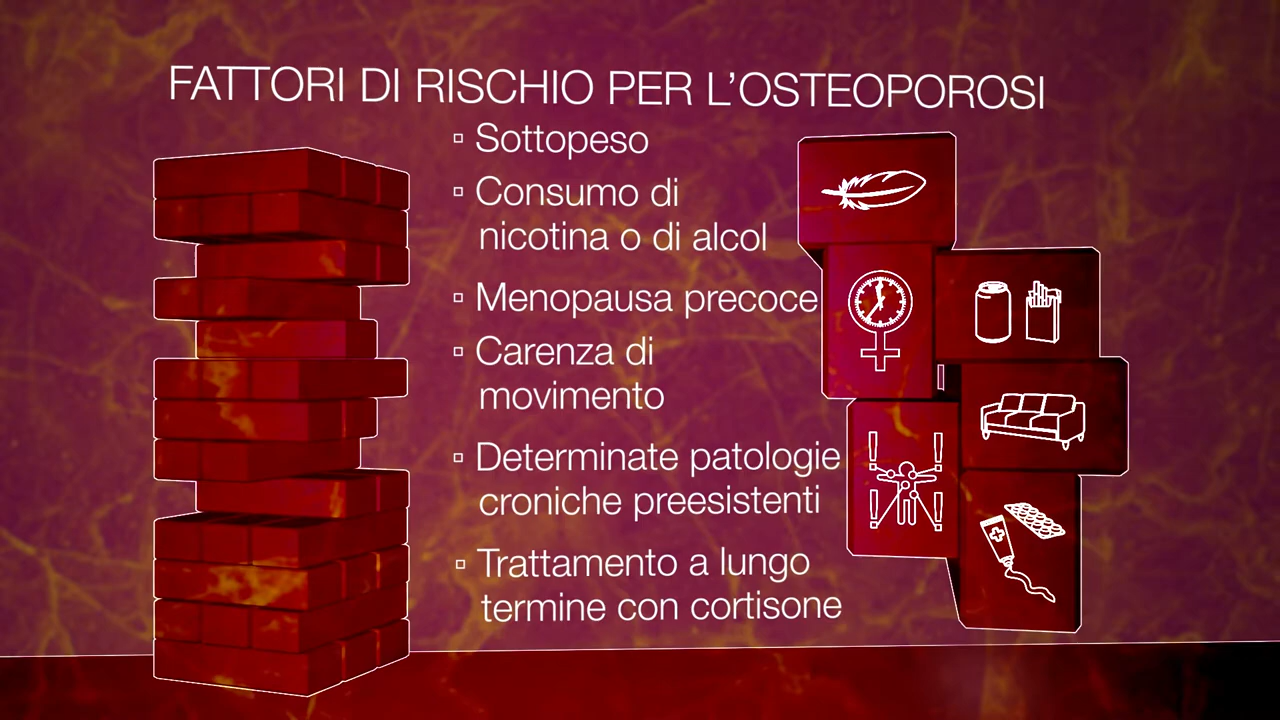 FATTORI DI RISCHIO PER L’OSTEOPOROSI
▫ Sottopeso
▫ Consumo di
nicotina o di alcol
▫ Menopausa precoce
▫ Carenza di
movimento
▫ Determinate patologie
croniche preesistenti
▫ Trattamento a lungo
termine con cortisone